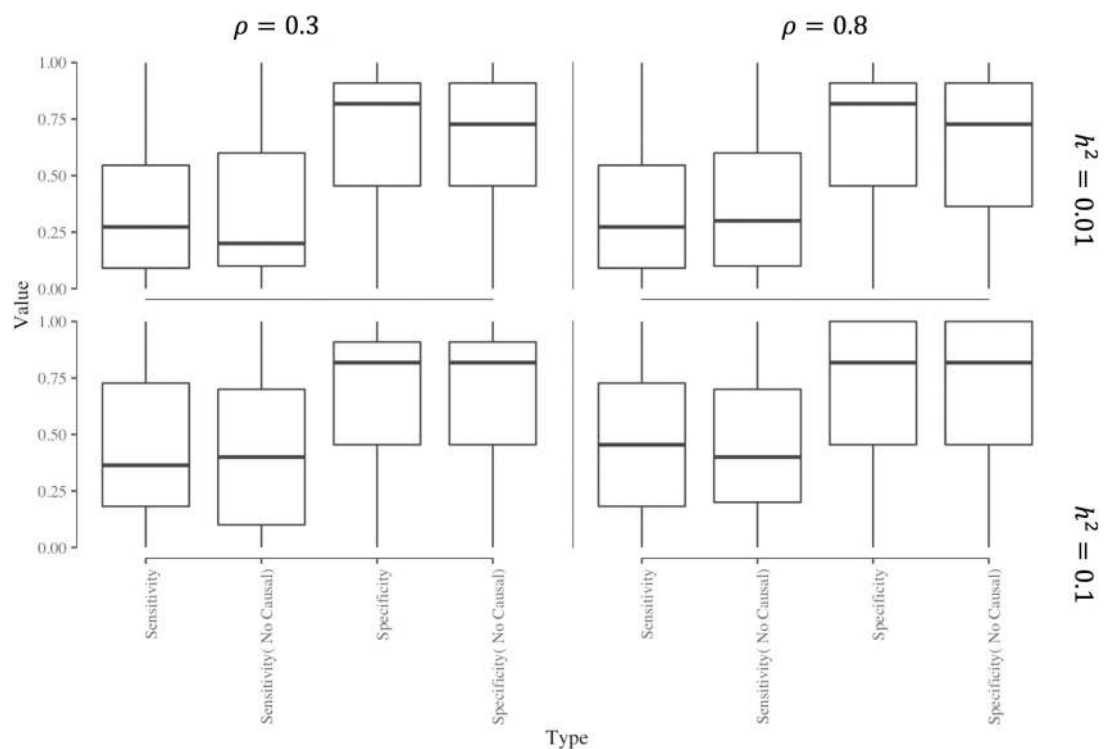 ρ = 0.3
ρ = 0.8
1.00
0.75
0.50
0.25
0.00
h² = 0.01
Value
1.00
0.75
0.50
0.25
0.00
h² = 0.1
Sensitivity
Sensitivity( No Causal)
Specificity
Specificity( No Causal)
Sensitivity
Sensitivity( No Causal)
Specificity
Specificity( No Causal)
Type